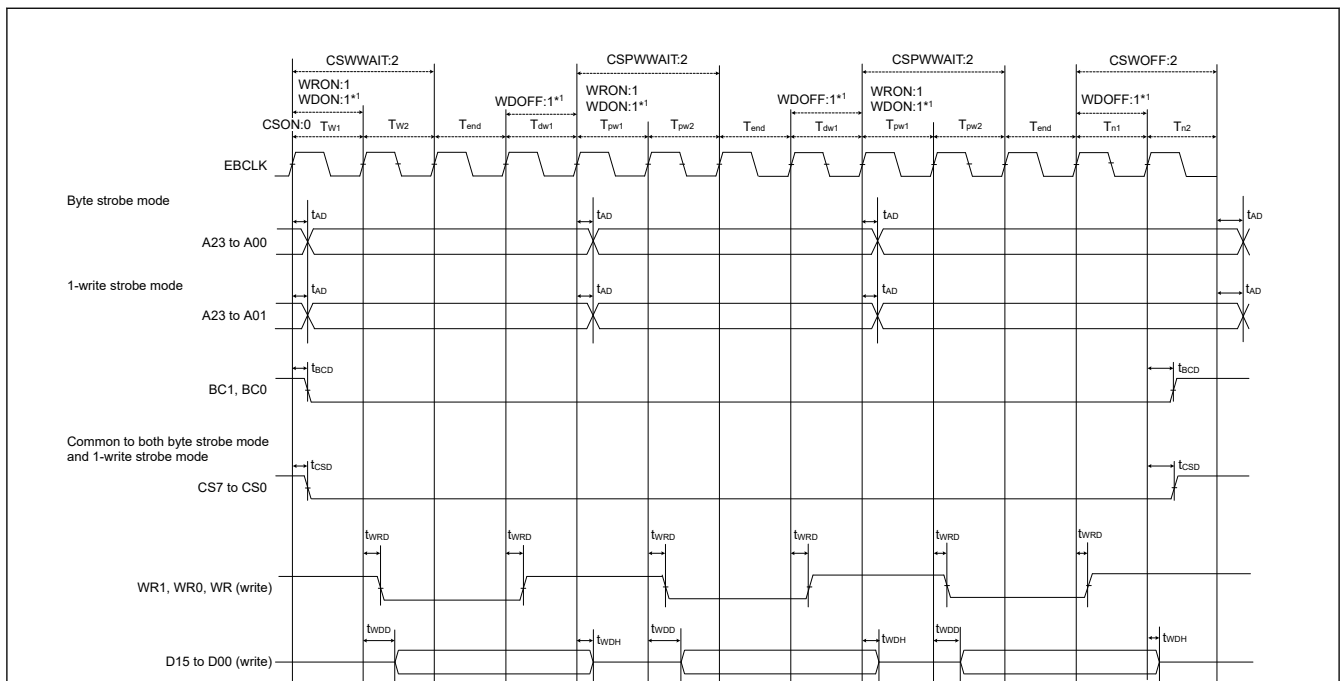 CSWWAIT:2 CSPWWAIT:2 CSPWWAIT:2 CSWOFF:2
WRON:1 WRON:1 WRON:1
WDON:1*1 WDOFF:1*1 WDON:1*1 WDOFF:1*1 WDON:1*1 WDOFF:1*1
CSON:0 TW1 TW2 Tend Tdw1 Tpw1 Tpw2 Tend Tdw1 Tpw1 Tpw2 Tend Tn1 Tn2
EBCLK
Byte strobe mode
tAD tAD tAD tAD
A23 to A00
1-write strobe mode
tAD tAD tAD tAD
A23 to A01
tBCD tBCD
BC1, BC0
Common to both byte strobe mode
and 1-write strobe mode
tCSD tCSD
CS7 to CS0
tWRD tWRD tWRD tWRD tWRD tWRD
WR1, WR0, WR (write)
tWDD tWDH tWDD tWDH tWDD tWDH
D15 to D00 (write)